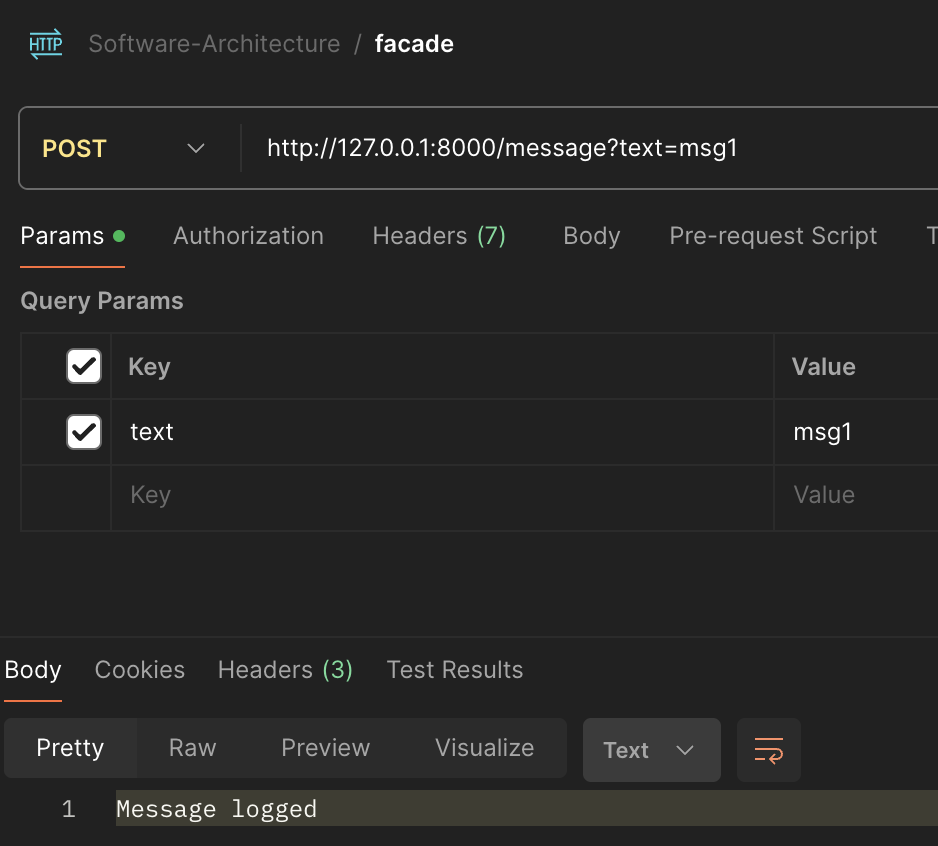 HTTP Software-Architecture / facade
POST http://127.0.0.1:8000/message?text=msg1
Params Authorization Headers (7) Body Pre-request Script T
Query Params
Key Value
text msg1
Key Value
Body Cookies Headers (3) Test Results
Pretty Raw Preview Visualize Text
1 Message logged